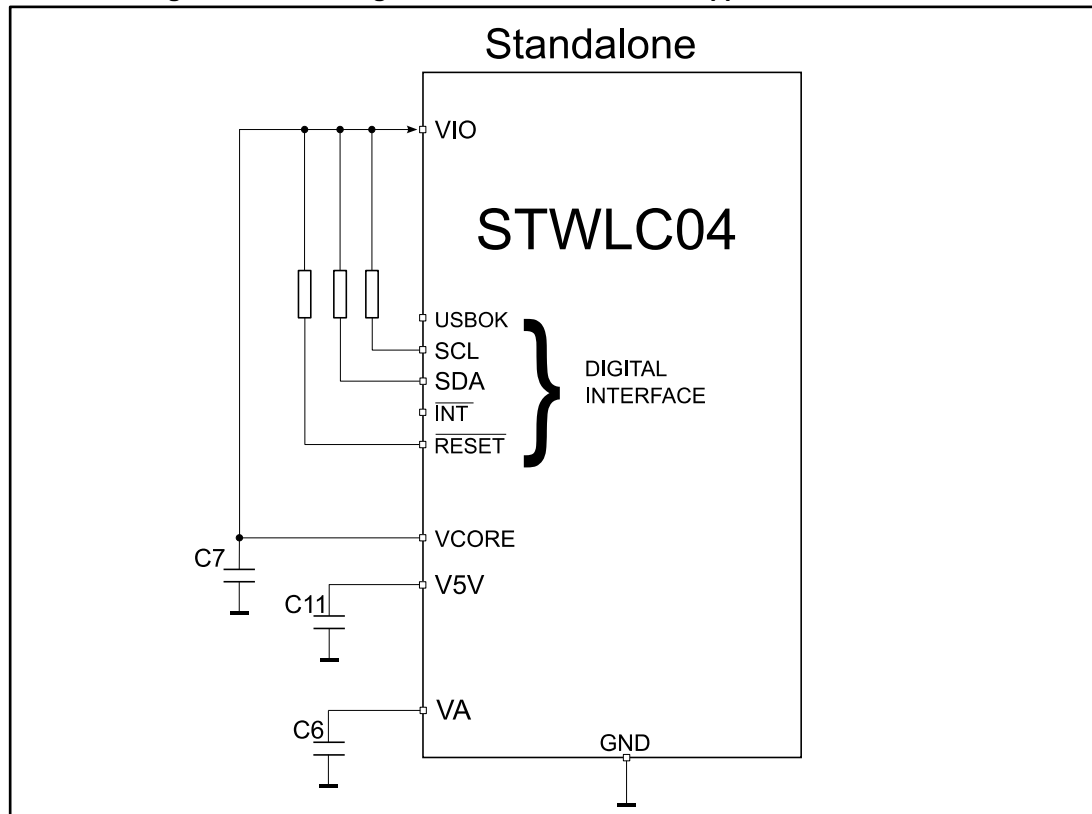 Standalone
VIO
STWLC04
USBOK
SCL
SDA
INT
RESET
DIGITAL
INTERFACE
VCORE
C7
V5V
C11
VA
C6
GND